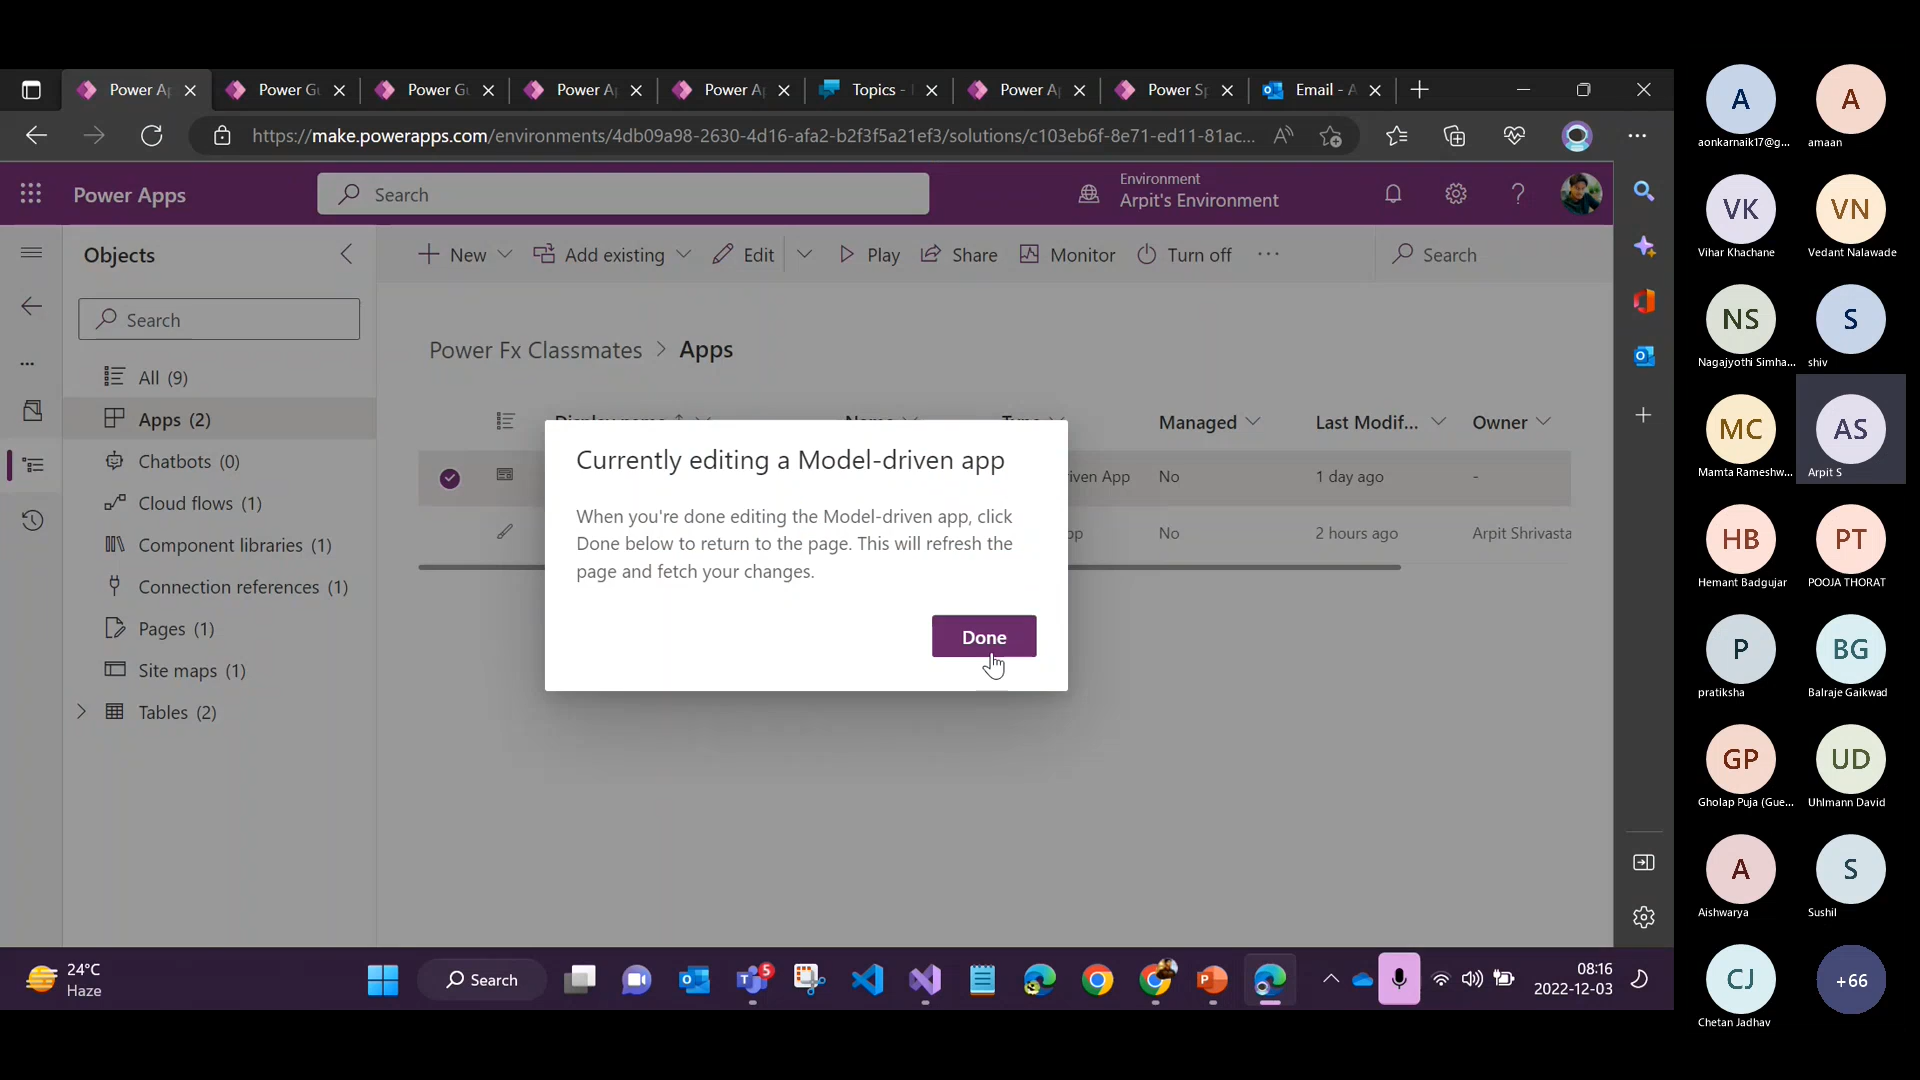 Power A
Power G
Power G
Power A
Power A
Topics -
Power A
Power S
Email - A
https://make.powerapps.com/environments/4db09a98-2630-4d16-afa2-b2f3f5a21ef3/solutions/c103eb6f-8e71-ed11-81ac...
Power Apps
Search
Environment
Arpit's Environment
Objects
New
Add existing
Edit
Play
Share
Monitor
Turn off
Search
Search
Power Fx Classmates > Apps
All (9)
Apps (2)
Chatbots (0)
Cloud flows (1)
Component libraries (1)
Connection references (1)
Pages (1)
Site maps (1)
Tables (2)
Managed
Last Modif...
Owner
iven App
No
1 day ago
-
pp
No
2 hours ago
Arpit Shrivasta
Currently editing a Model-driven app
When you're done editing the Model-driven app, click
Done below to return to the page. This will refresh the
page and fetch your changes.
Done
24°C
Haze
Search
5
08:16
2022-12-03
A
aonkarnaik17@g...
A
amaan
VK
Vihar Khachane
VN
Vedant Nalawade
NS
Nagajyothi Simha...
S
shiv
MC
Mamta Rameshw...
AS
Arpit S
HB
Hemant Badgujar
PT
POOJA THORAT
P
pratiksha
BG
Balraje Gaikwad
GP
Gholap Puja (Gue...
UD
Uhlmann David
A
Aishwarya
S
Sushil
CJ
Chetan Jadhav
+66